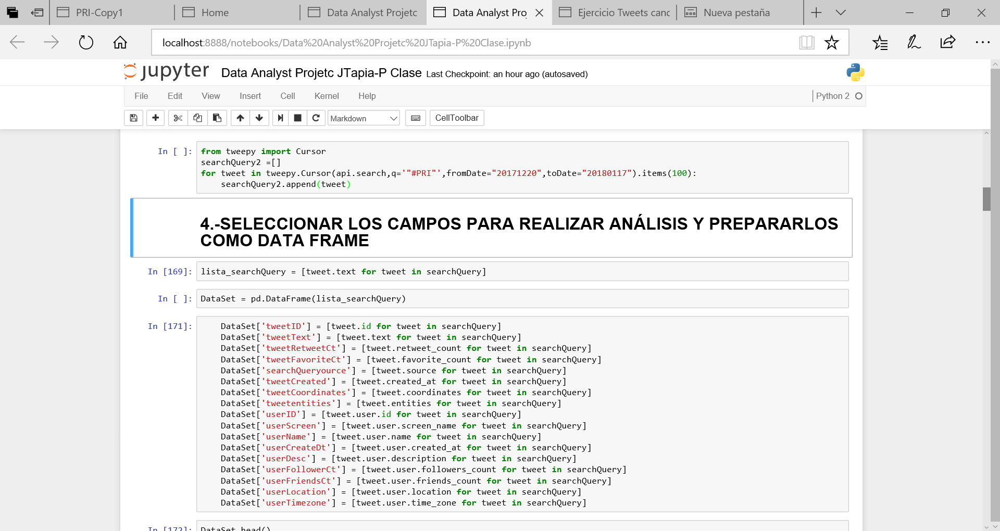 PRI-Copy1
Home
Data Analyst Projetc
Data Analyst Pro
Ejercicio Tweets canc
Nueva pestaña
localhost:8888/notebooks/Data%20Analyst%20Projetc%20JTapia-P%20Clase.ipynb
jupyter Data Analyst Projetc JTapia-P Clase Last Checkpoint: an hour ago (autosaved)
File Edit View Insert Cell Kernel Help Python 2
Markdown CellToolbar
In [ ]: from tweepy import Cursor
searchQuery2 =[]
for tweet in tweepy.Cursor(api.search,q='"#PRI"',fromDate="20171220",toDate="20180117").items(100):
    searchQuery2.append(tweet)
4.-SELECCIONAR LOS CAMPOS PARA REALIZAR ANÁLISIS Y PREPARARLOS
COMO DATA FRAME
In [169]: lista_searchQuery = [tweet.text for tweet in searchQuery]
In [ ]: DataSet = pd.DataFrame(lista_searchQuery)
In [171]:     DataSet['tweetID'] = [tweet.id for tweet in searchQuery]
    DataSet['tweetText'] = [tweet.text for tweet in searchQuery]
    DataSet['tweetRetweetCt'] = [tweet.retweet_count for tweet in searchQuery]
    DataSet['tweetFavoriteCt'] = [tweet.favorite_count for tweet in searchQuery]
    DataSet['searchQueryource'] = [tweet.source for tweet in searchQuery]
    DataSet['tweetCreated'] = [tweet.created_at for tweet in searchQuery]
    DataSet['tweetCoordinates'] = [tweet.coordinates for tweet in searchQuery]
    DataSet['tweetentities'] = [tweet.entities for tweet in searchQuery]
    DataSet['userID'] = [tweet.user.id for tweet in searchQuery]
    DataSet['userScreen'] = [tweet.user.screen_name for tweet in searchQuery]
    DataSet['userName'] = [tweet.user.name for tweet in searchQuery]
    DataSet['userCreateDt'] = [tweet.user.created_at for tweet in searchQuery]
    DataSet['userDesc'] = [tweet.user.description for tweet in searchQuery]
    DataSet['userFollowerCt'] = [tweet.user.followers_count for tweet in searchQuery]
    DataSet['userFriendsCt'] = [tweet.user.friends_count for tweet in searchQuery]
    DataSet['userLocation'] = [tweet.user.location for tweet in searchQuery]
    DataSet['userTimezone'] = [tweet.user.time_zone for tweet in searchQuery]
In [172]: DataSet.head()